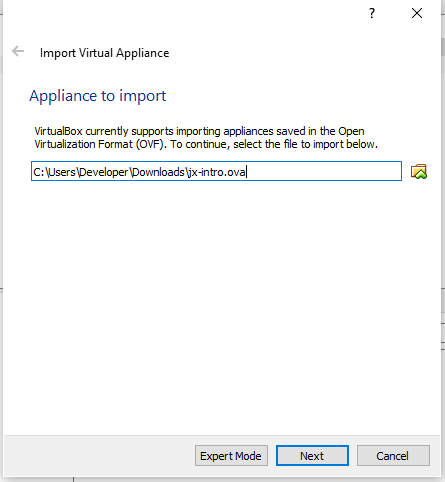 ?
Import Virtual Appliance
Appliance to import
VirtualBox currently supports importing appliances saved in the Open
Virtualization Format (OVF). To continue, select the file to import below.
C:\Users\Developer\Downloads\jx-intro.ova
Expert Mode Next Cancel